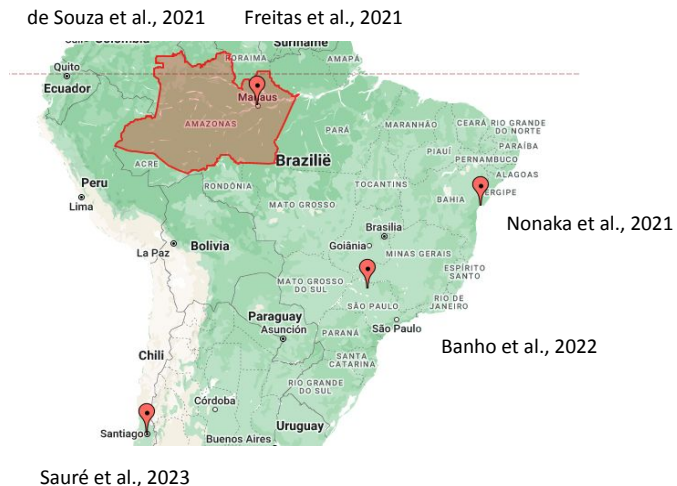 de Souza et al., 2021 Freitas et al., 2021
Suriname
Quito
RORAIMA
AMAPÁ
Ecuador
Manaus
AMAZONAS
PARÁ
MARANHÃO
CEARÁ
RIO GRANDE
DO NORTE
PARAÍBA
PIAUÍ
PERNAMBUCO
ACRE
Brazilië
ALAGOAS
Peru
RONDÔNIA
TOCANTINS
ERGIPE
Lima
MATO GROSSO
BAHIA
Nonaka et al., 2021
Brasilia
La Paz
Bolivia
Goiânia
MINAS GERAIS
MATO GROSSO
DO SUL
ESPÍRITO
SANTO
SÃO PAULO
RIO DE
JANEIRO
Paraguay
Asunción
PARANÁ
São Paulo
Banho et al., 2022
Chili
SANTA
CATARINA
RIO GRANDE
DO SUL
Córdoba
Santiago
Uruguay
Buenos Aires
Sauré et al., 2023